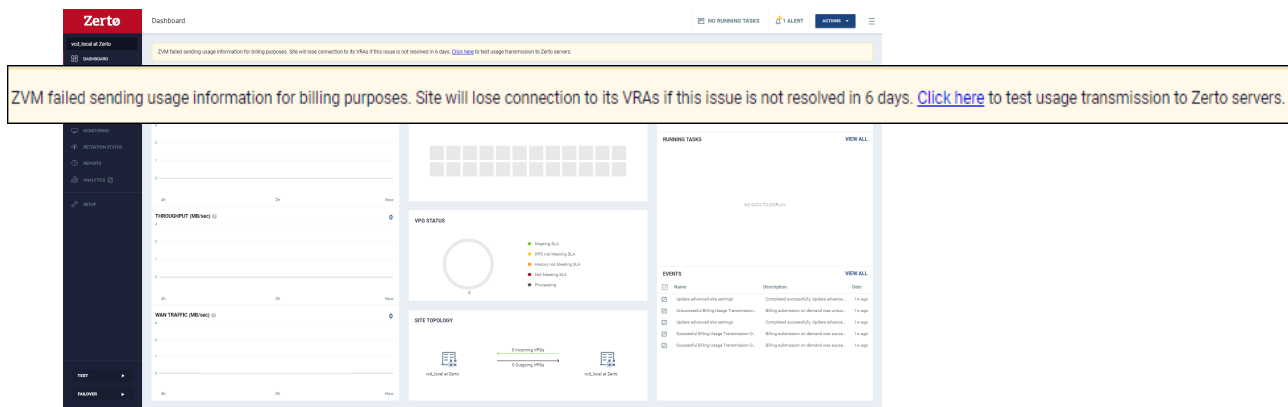 Zertø
Dashboard
NO RUNNING TASKS
1 ALERT
ACTIONS
vcd_local at Zerto
ZVM failed sending usage information for billing purposes. Site will lose connection to its VRAs if this issue is not resolved in 6 days. Click here to test usage transmission to Zerto servers.
DASHBOARD
ZVM failed sending usage information for billing purposes. Site will lose connection to its VRAs if this issue is not resolved in 6 days. Click here to test usage transmission to Zerto servers.
MONITORING
RETENTION STATUS
REPORTS
ANALYTICS
SETUP
4h 2h Now
THROUGHPUT (MB/sec) 0
4h 2h Now
WAN TRAFFIC (MB/sec) 0
4h 2h Now
VPG STATUS
Meeting SLA
RPO not Meeting SLA
History not Meeting SLA
Not Meeting SLA
Processing
0
SITE TOPOLOGY
0 Incoming VPGs
0 Outgoing VPGs
vcd_local at Zerto
vcd_local at Zerto
RUNNING TASKS VIEW ALL
NO DATA TO DISPLAY
EVENTS VIEW ALL
Name Description Date
Update advanced site settings Completed successfully. Update advance... 1w ago
Unsuccessful Billing Usage Transmission... Billing submission on demand was unsuc... 1w ago
Update advanced site settings Completed successfully. Update advance... 1w ago
Successful Billing Usage Transmission O... Billing submission on demand was succe... 1w ago
Successful Billing Usage Transmission O... Billing submission on demand was succe... 1w ago
TEST
FAILOVER